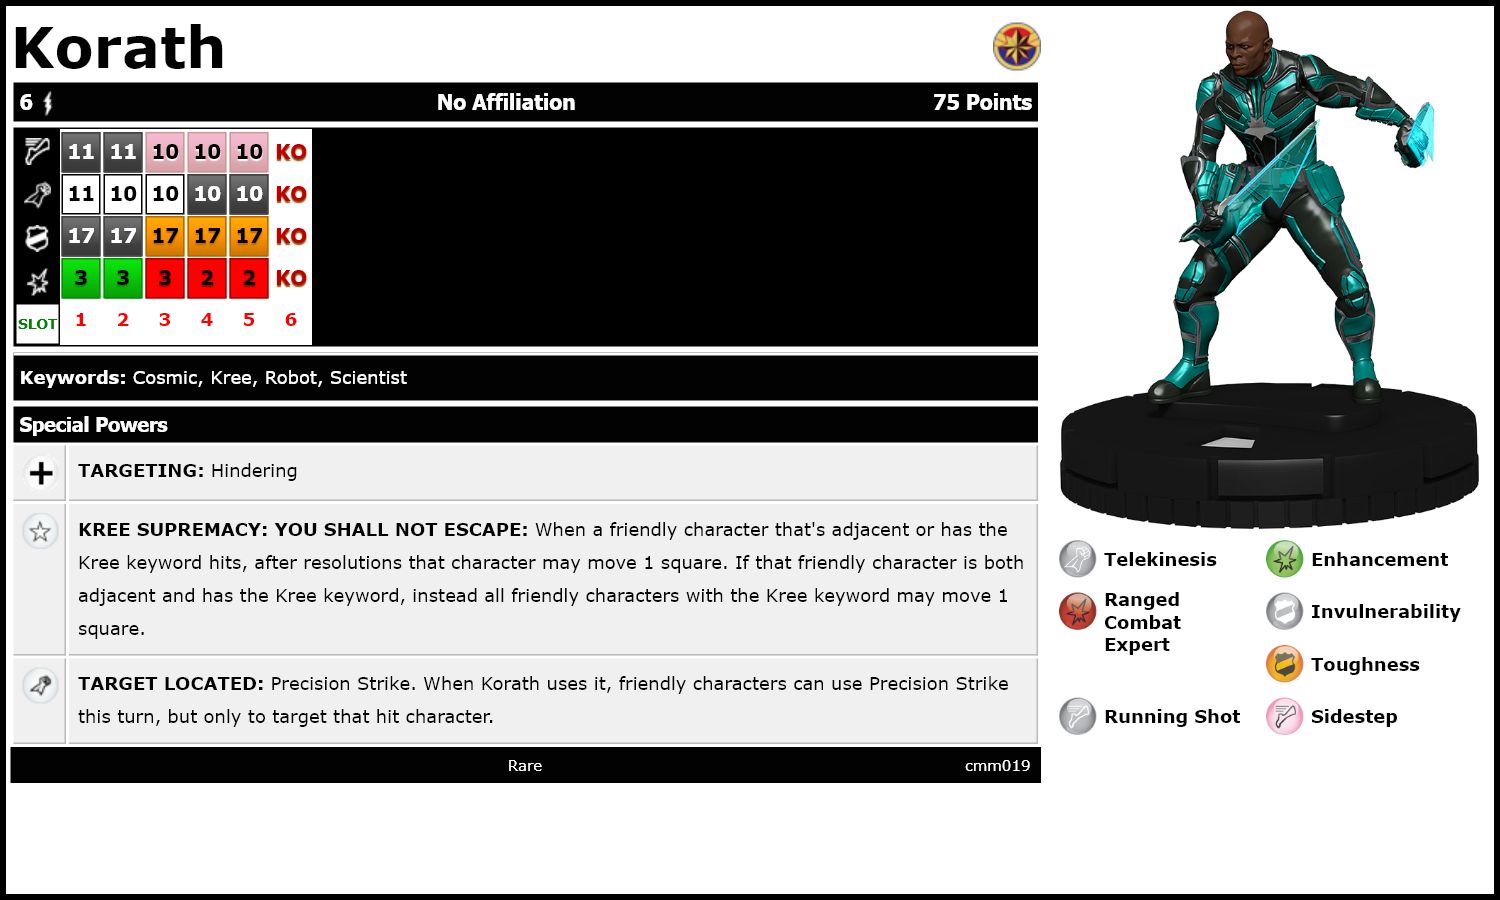 Korath
6 No Affiliation 75 Points
11 11 10 10 10 KO
11 10 10 10 10 KO
17 17 17 17 17 KO
3 3 3 2 2 KO
SLOT 1 2 3 4 5 6
Keywords: Cosmic, Kree, Robot, Scientist
Special Powers
TARGETING: Hindering
KREE SUPREMACY: YOU SHALL NOT ESCAPE: When a friendly character that's adjacent or has the
Kree keyword hits, after resolutions that character may move 1 square. If that friendly character is both
adjacent and has the Kree keyword, instead all friendly characters with the Kree keyword may move 1
square.
TARGET LOCATED: Precision Strike. When Korath uses it, friendly characters can use Precision Strike
this turn, but only to target that hit character.
Rare cmm019
Telekinesis
Enhancement
Ranged
Combat
Expert
Invulnerability
Toughness
Running Shot
Sidestep